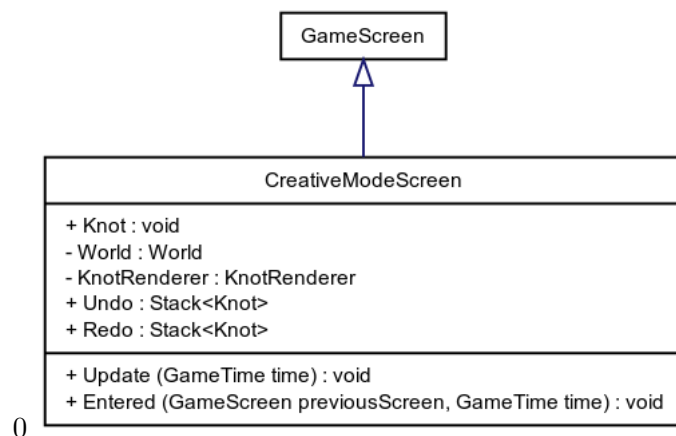 GameScreen
CreativeModeScreen
+ Knot : void
- World : World
- KnotRenderer : KnotRenderer
+ Undo : Stack<Knot>
+ Redo : Stack<Knot>
+ Update (GameTime time) : void
+ Entered (GameScreen previousScreen, GameTime time) : void
0